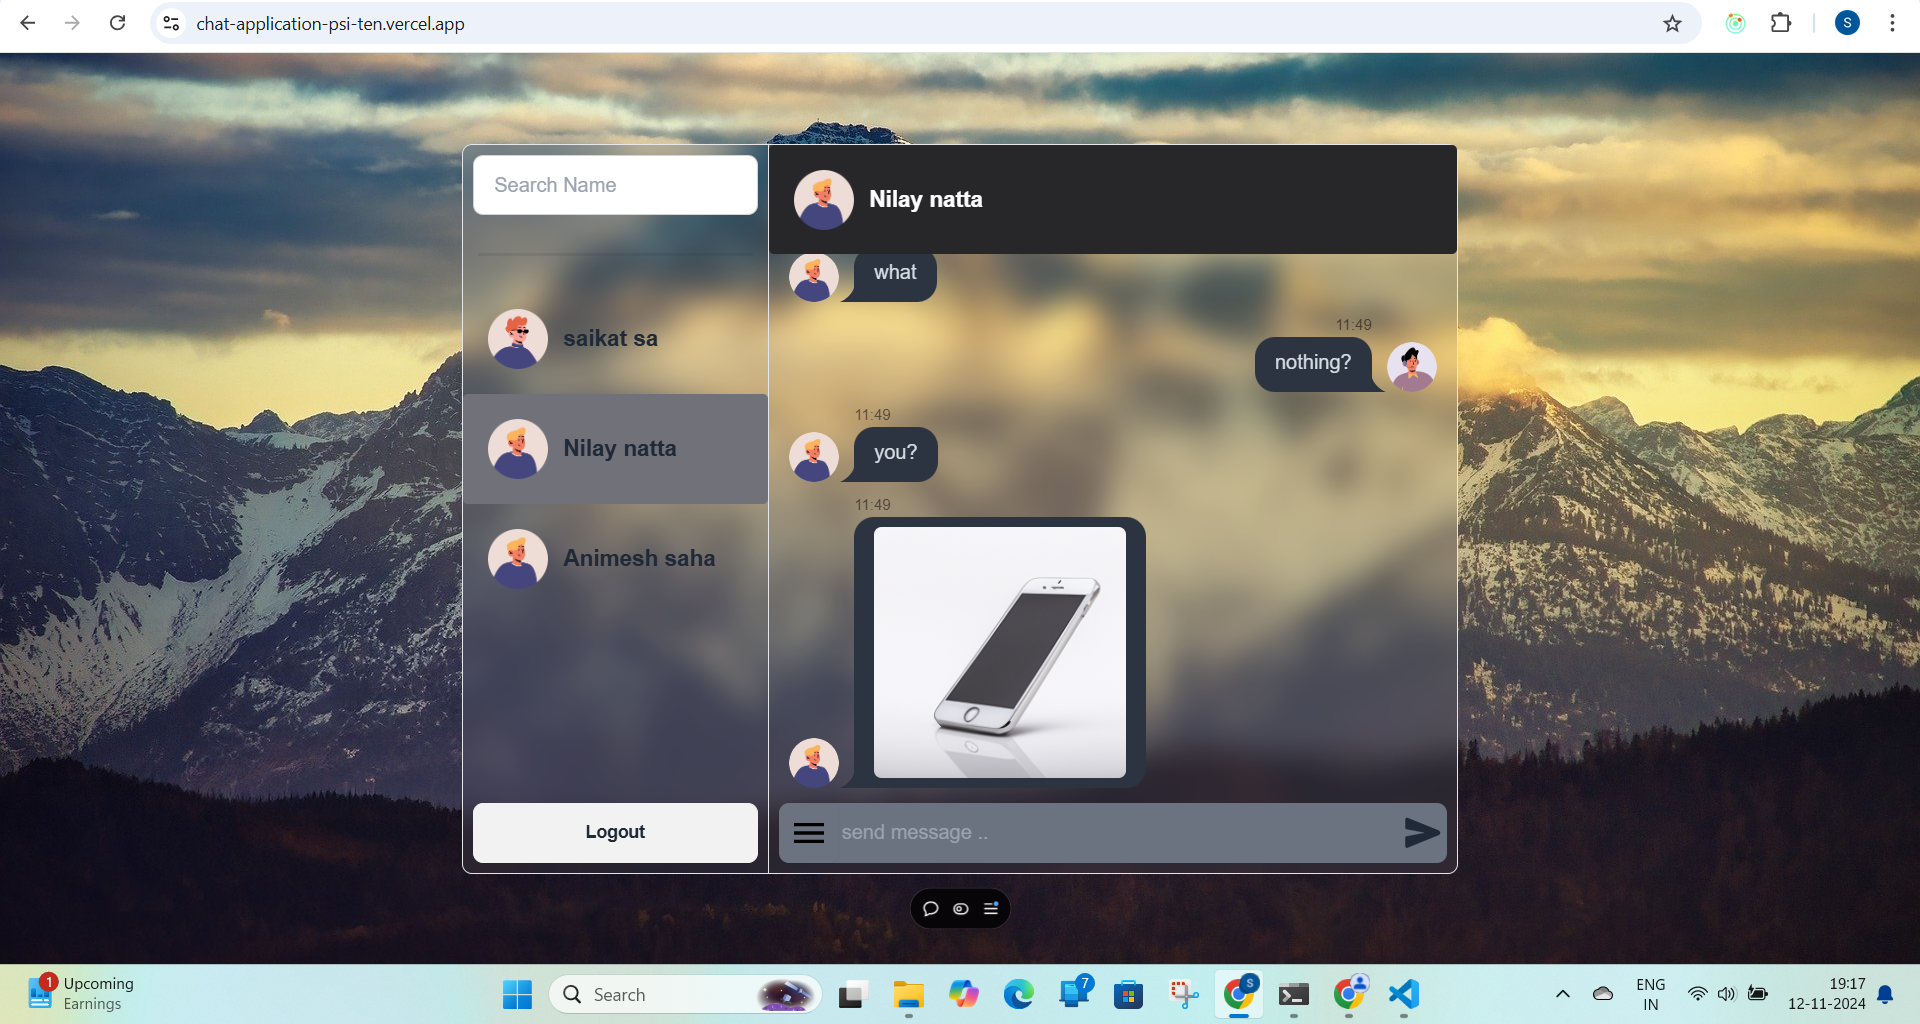 chat-application-psi-ten.vercel.app
S
Search Name
saikat sa
Nilay natta
Animesh saha
Logout
Nilay natta
what
11:49
nothing?
11:49
you?
11:49
send message ..
1
Upcoming
Earnings
Search
7
S
ENG
IN
19:17
12-11-2024